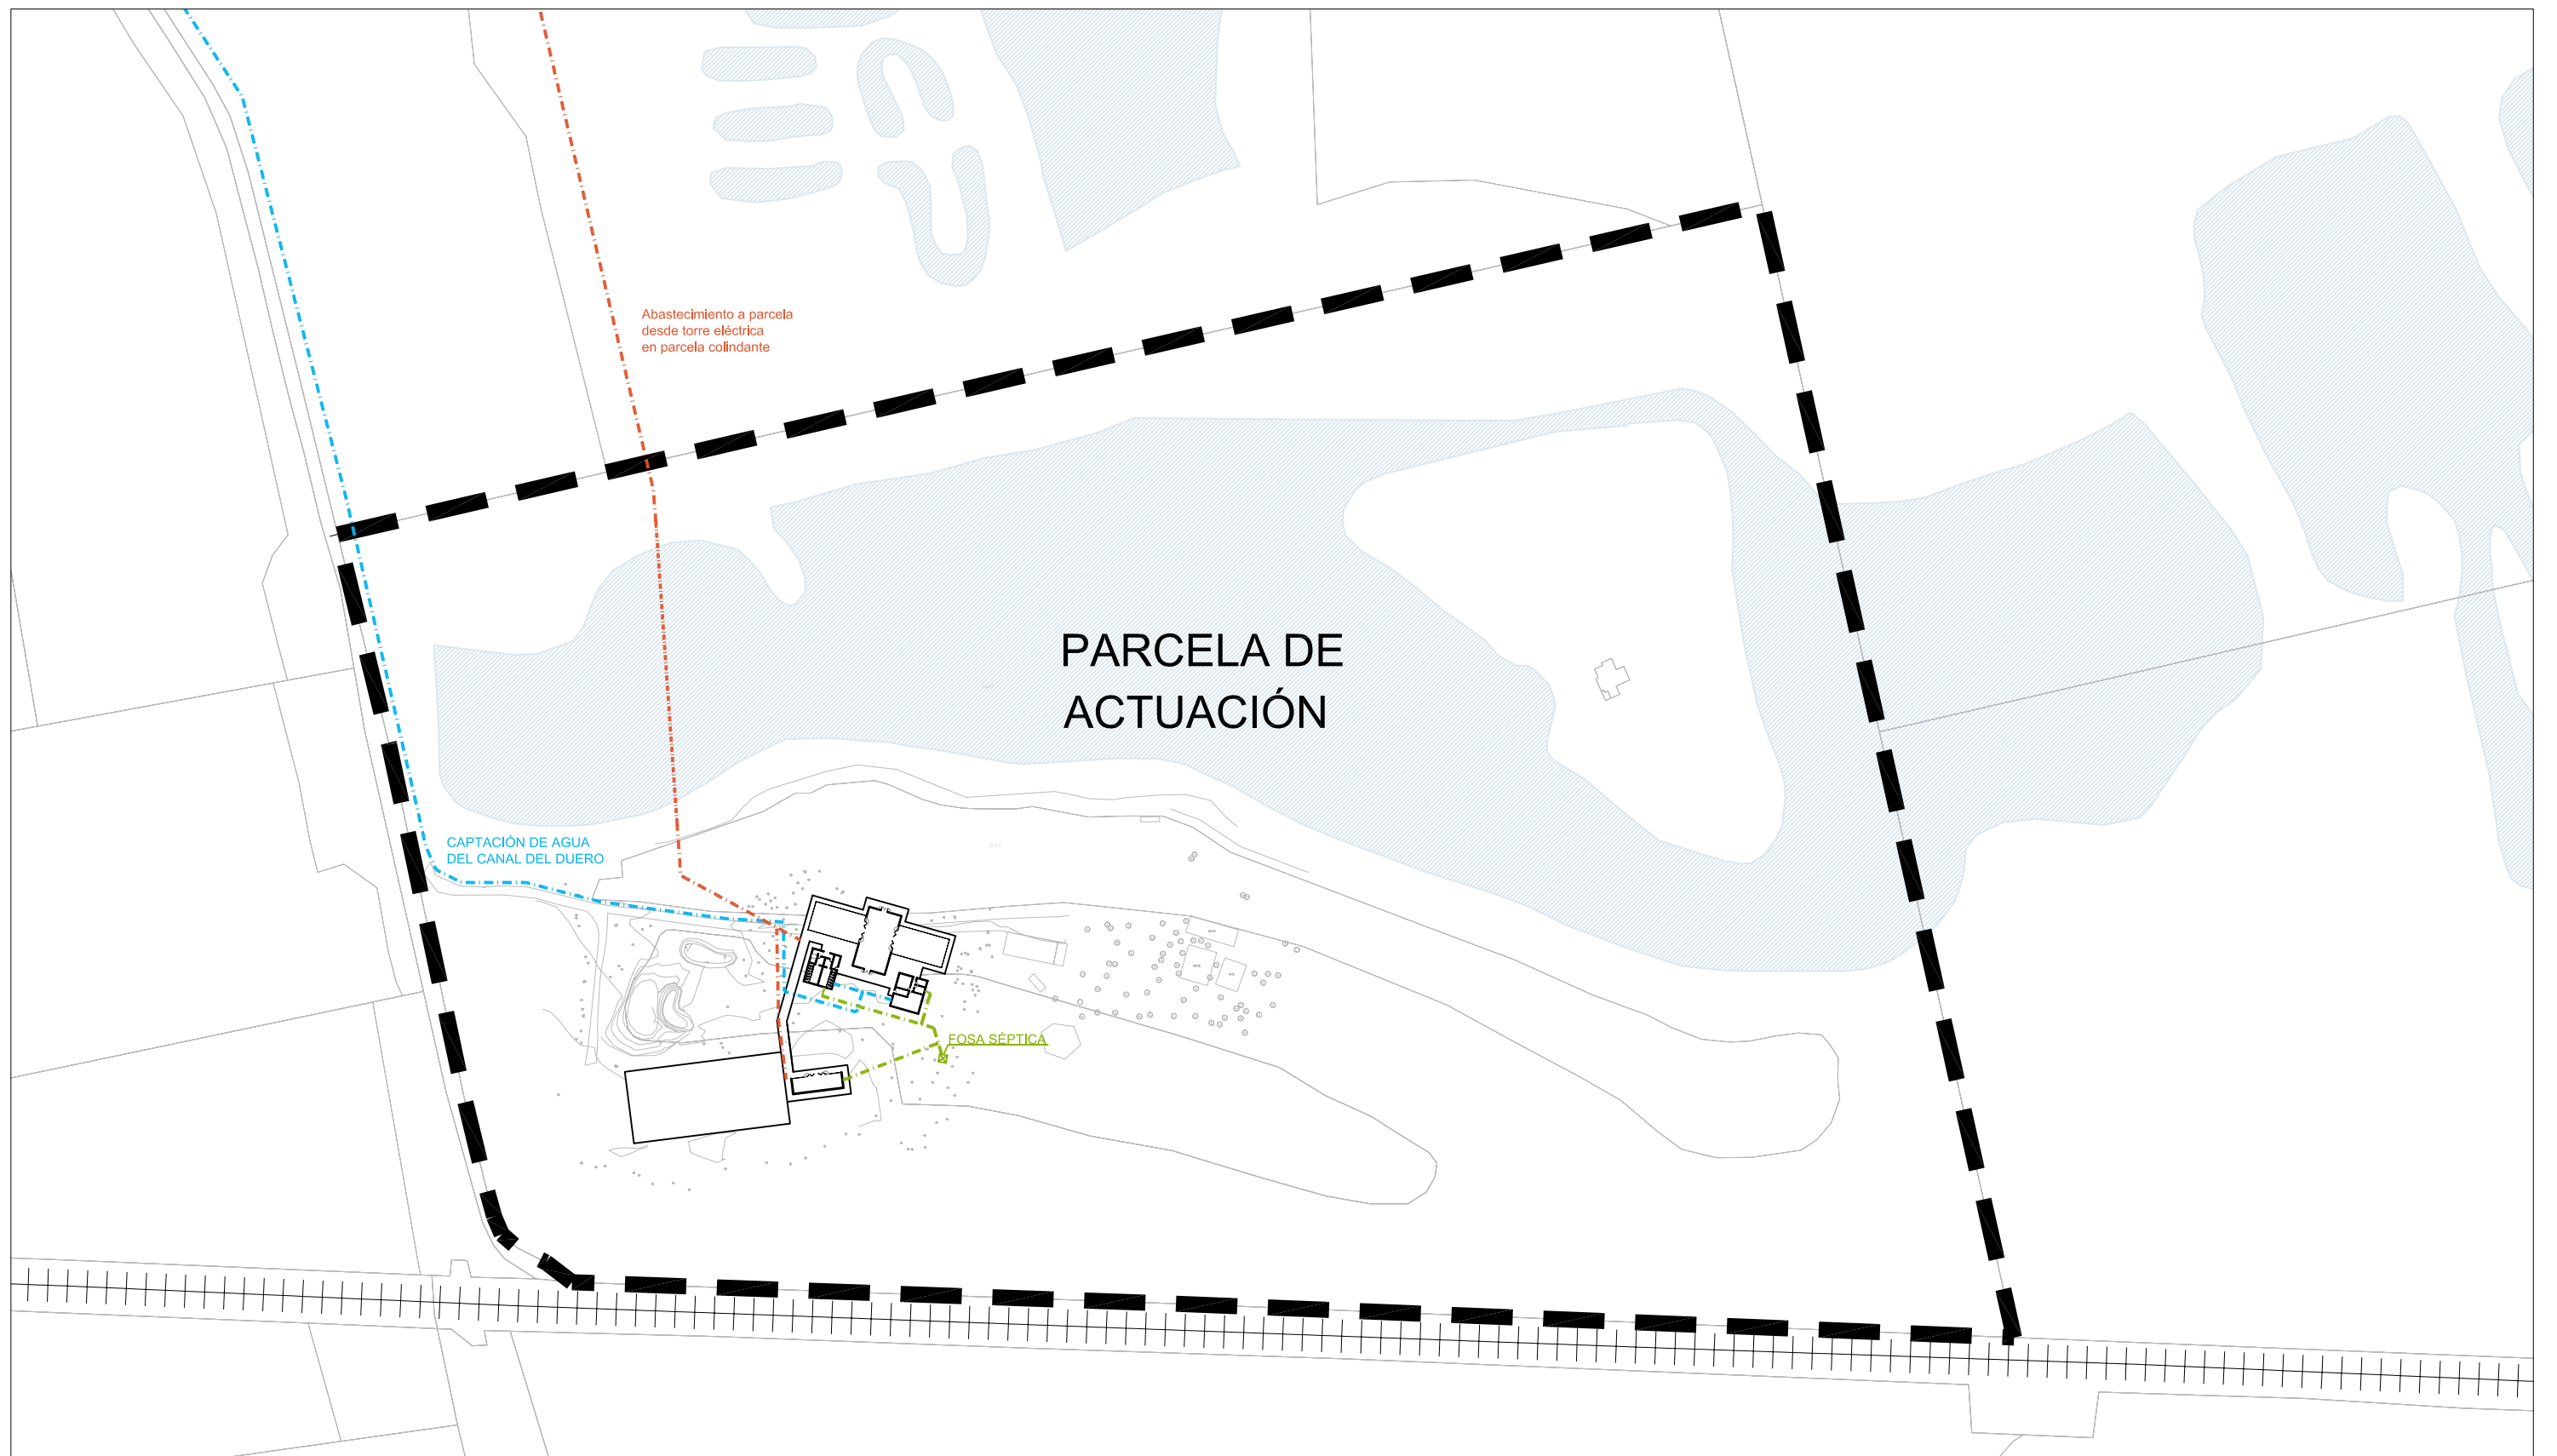 Abastecimiento a parcela
desde torre eléctrica
en parcela colindante
PARCELA DE
ACTUACIÓN
CAPTACIÓN DE AGUA
DEL CANAL DEL DUERO
FOSA SÉPTICA